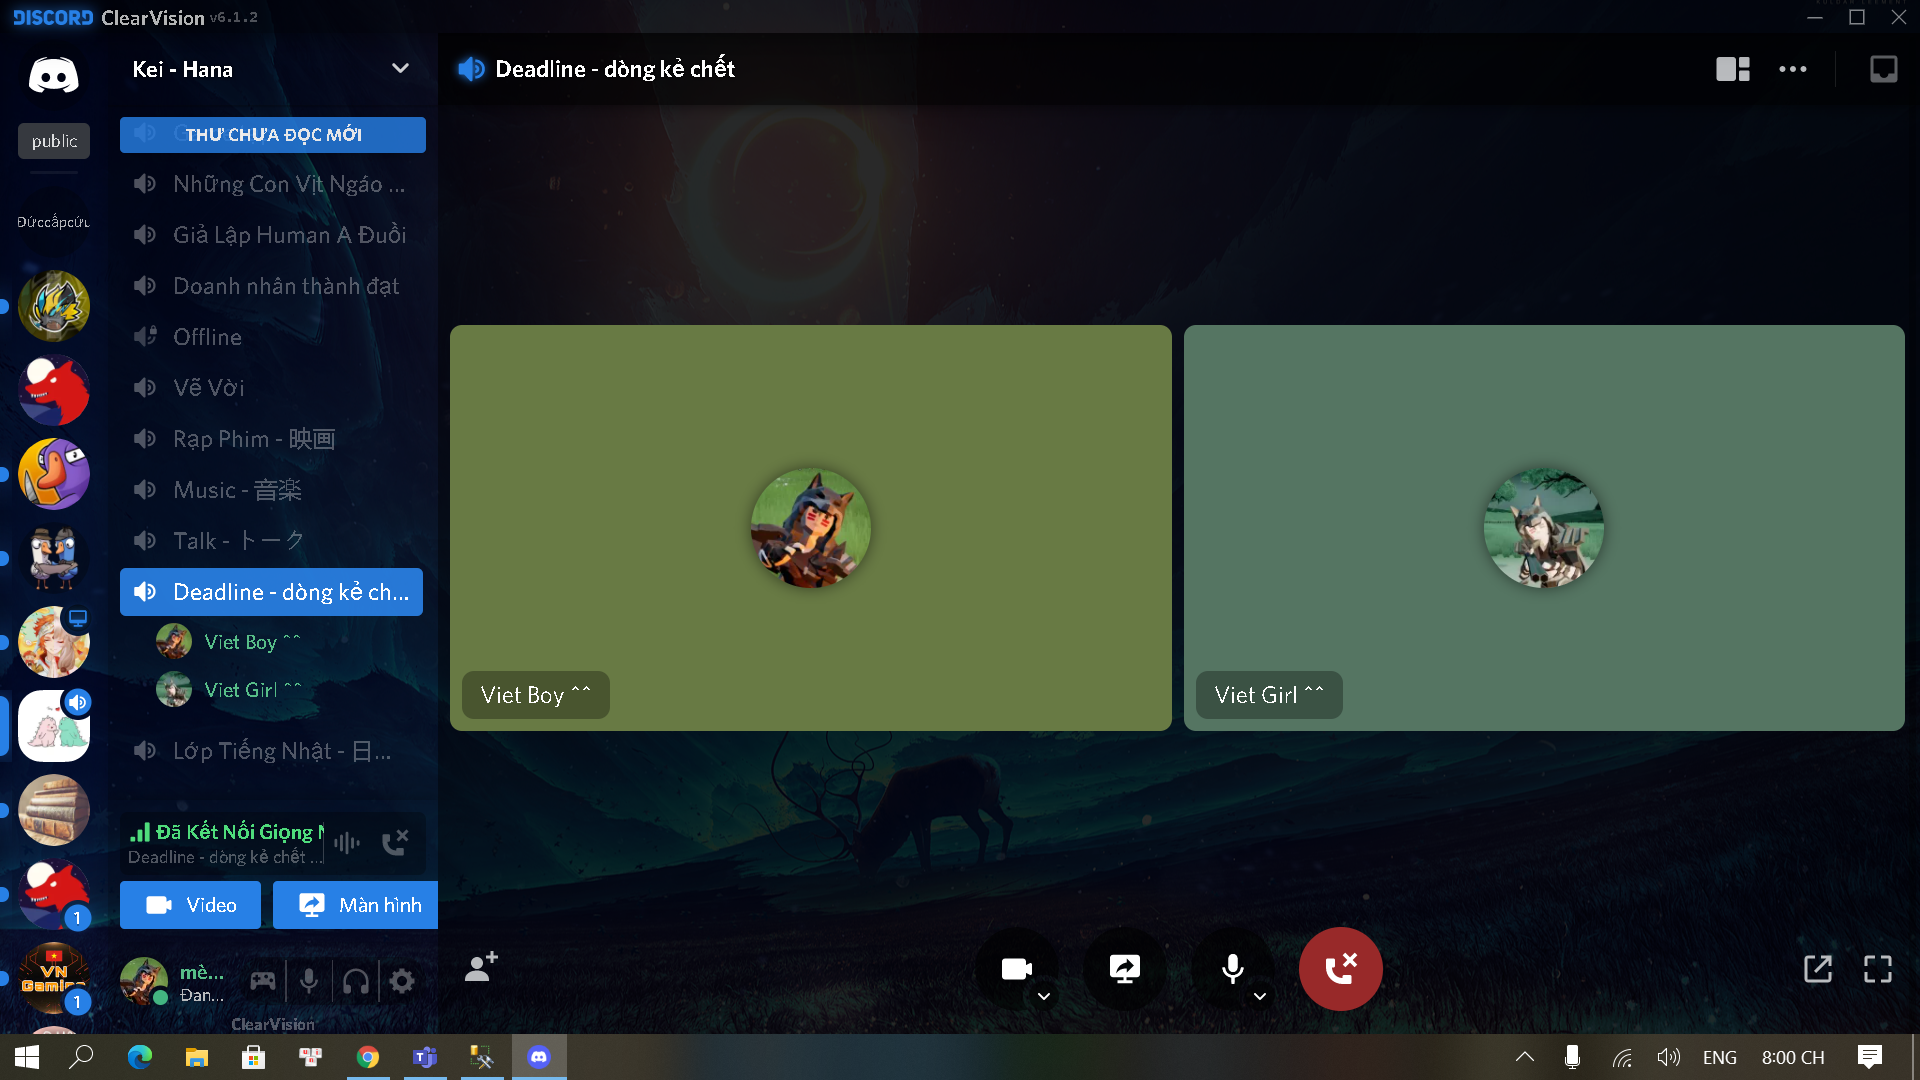 DISCORD ClearVision v6.1.2
Kei - Hana
Deadline - dòng kẻ chết
public
THƯ CHƯA ĐỌC MỚI
Những Con Vịt Ngáo ...
Đứccấpcứu
Giả Lập Human A Đuồi
Doanh nhân thành đạt
Offline
Vẽ Vời
Rạp Phim - 映画
Music - 音楽
Talk - トーク
Deadline - dòng kẻ ch...
Viet Boy ^^
Viet Girl ^^
Viet Boy ^^
Viet Girl ^^
Lớp Tiếng Nhật - 日...
Đã Kết Nối Giọng N
Deadline - dòng kẻ chết ...
Video
Màn hình
1
VN
Gaming
1
mè...
Đan...
ClearVision
ENG
8:00 CH